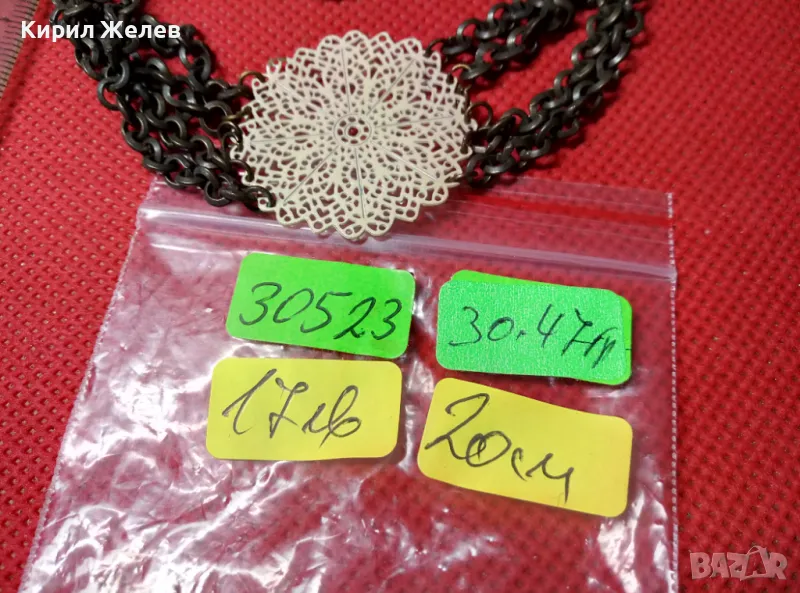 Кирил Желев
30523
30.47гр
17лв
20см
BAZAR